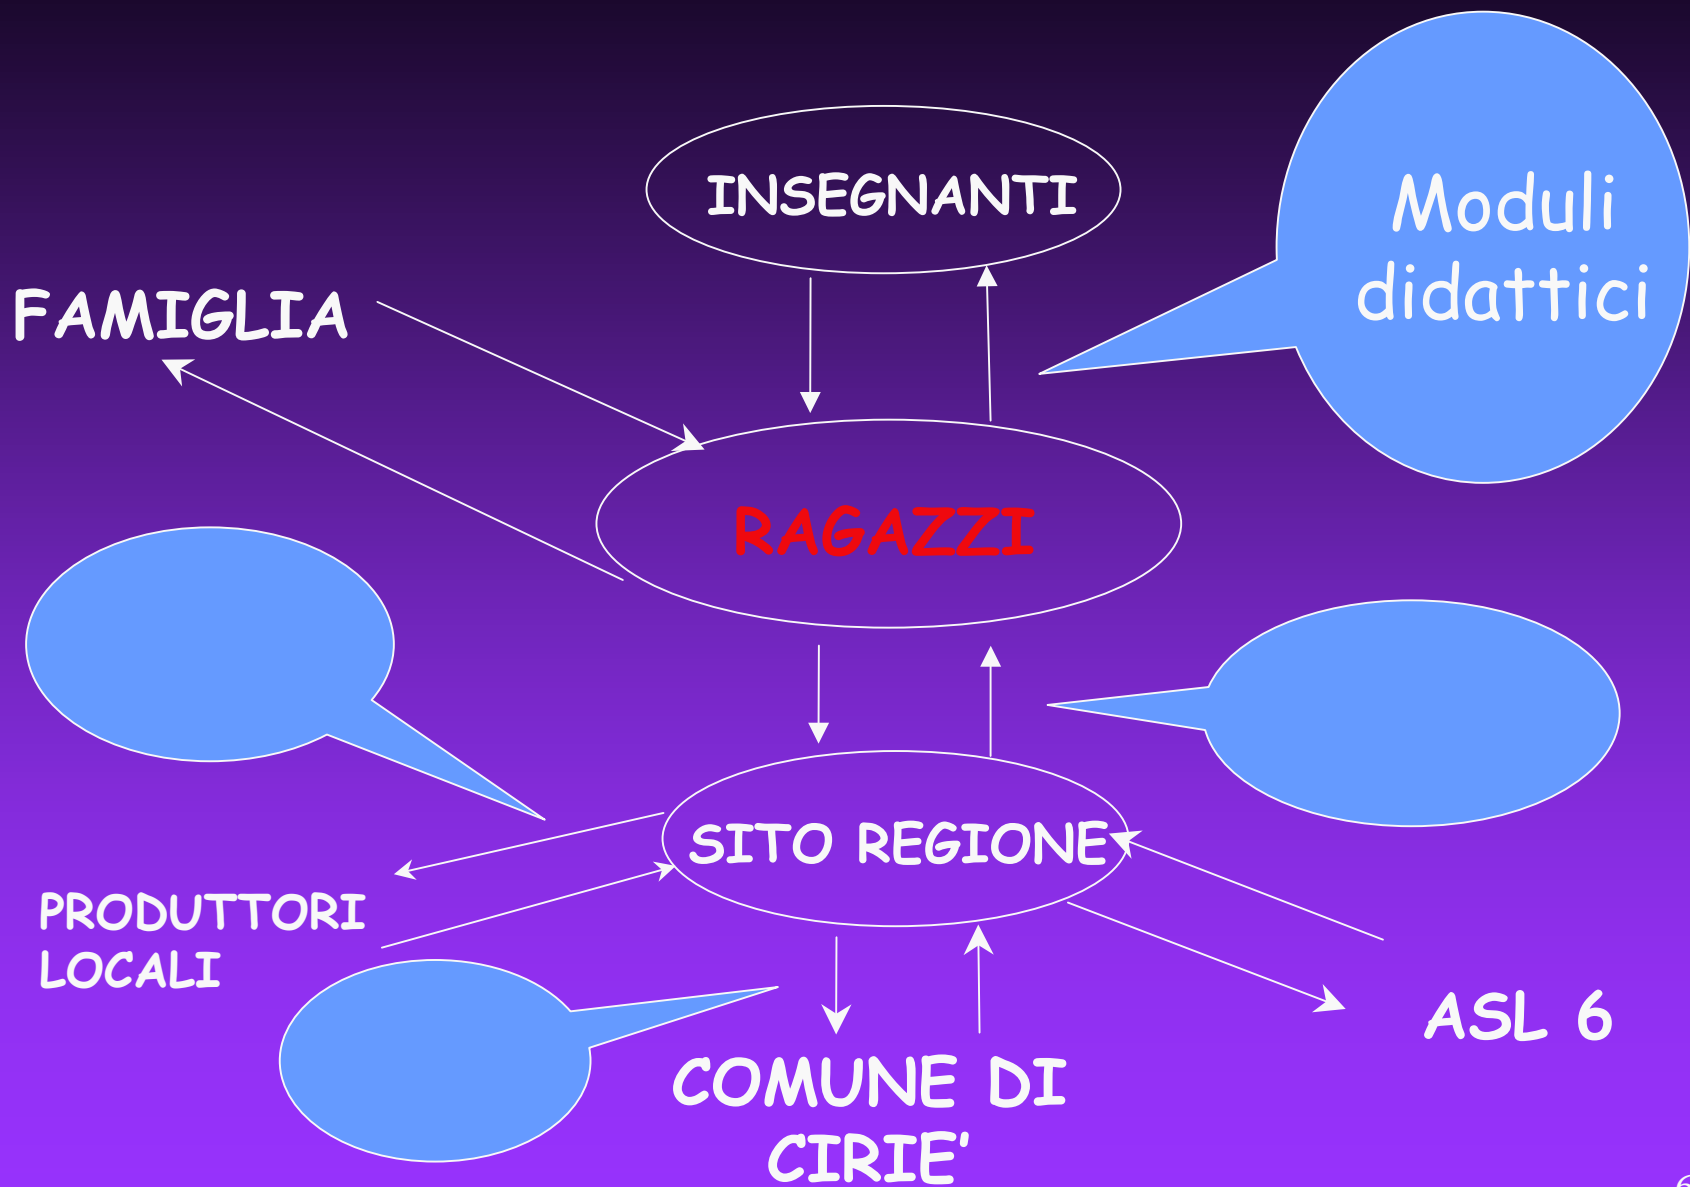 INSEGNANTI
Moduli
didattici
FAMIGLIA
RAGAZZI
SITO REGIONE
PRODUTTORI
LOCALI
ASL 6
COMUNE DI
CIRIE'